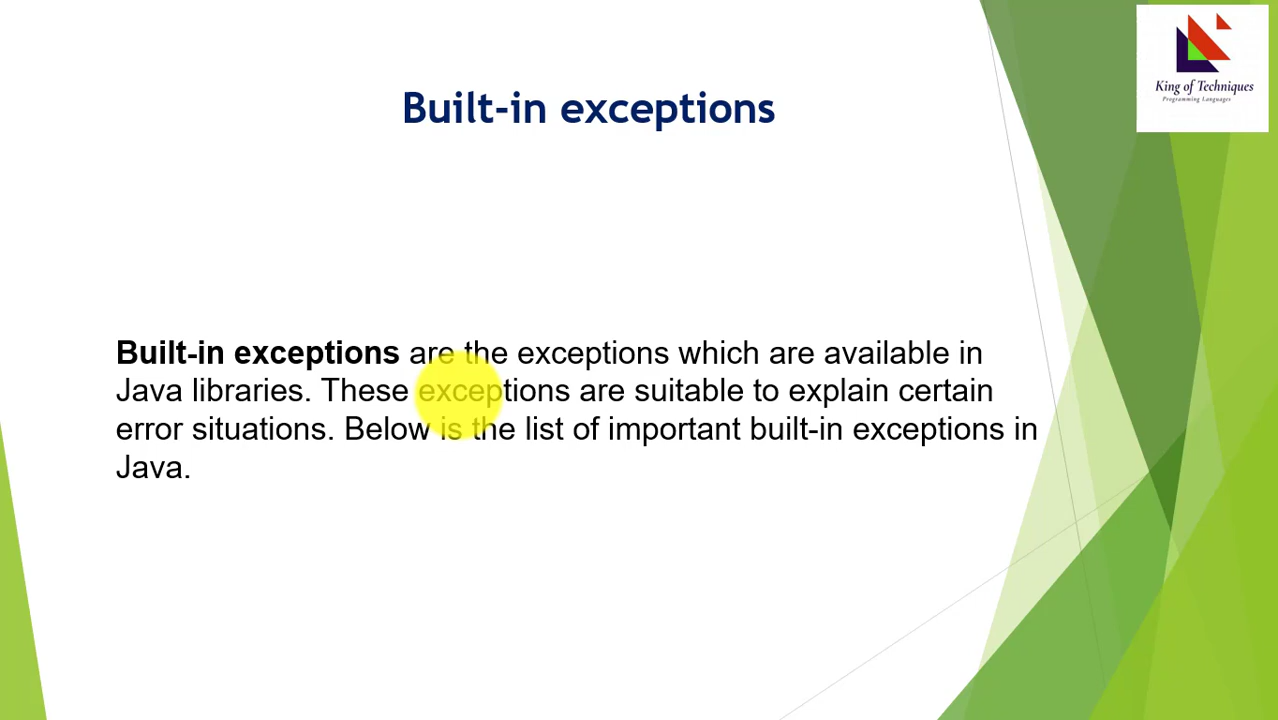 King of Techniques
Programming Languages
Built-in exceptions
Built-in exceptions are the exceptions which are available in
Java libraries. These exceptions are suitable to explain certain
error situations. Below is the list of important built-in exceptions in
Java.